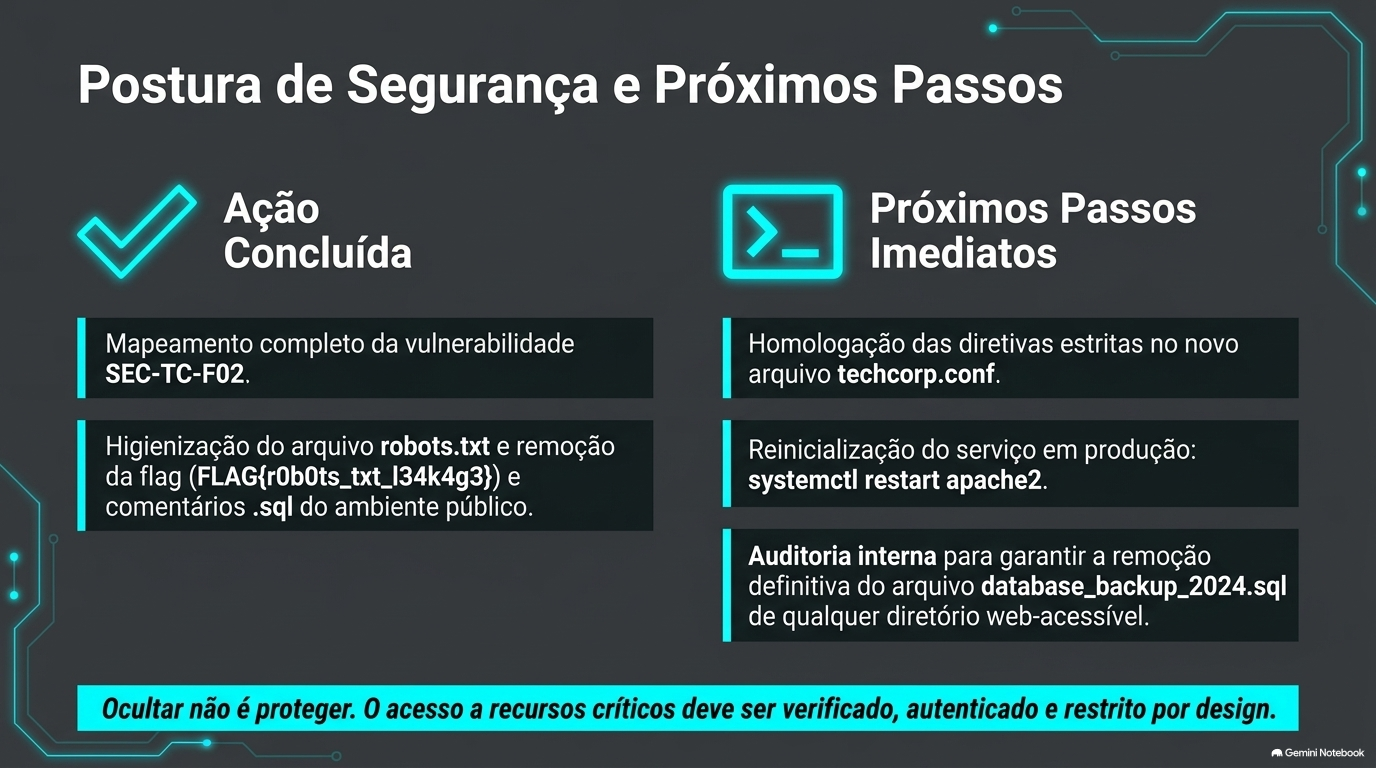 Postura de Segurança e Próximos Passos
Ação
Concluída
Mapeamento completo da vulnerabilidade
SEC-TC-F02.
Higienização do arquivo robots.txt e remoção
da flag (FLAG{r0b0ts_txt_l34k4g3}) e
comentários .sql do ambiente público.
Próximos Passos
Imediatos
Homologação das diretivas estritas no novo
arquivo techcorp.conf.
Reinicialização do serviço em produção:
systemctl restart apache2.
Auditoria interna para garantir a remoção
definitiva do arquivo database_backup_2024.sql
de qualquer diretório web-acessível.
Ocultar não é proteger. O acesso a recursos críticos deve ser verificado, autenticado e restrito por design.
Gemini Notebook